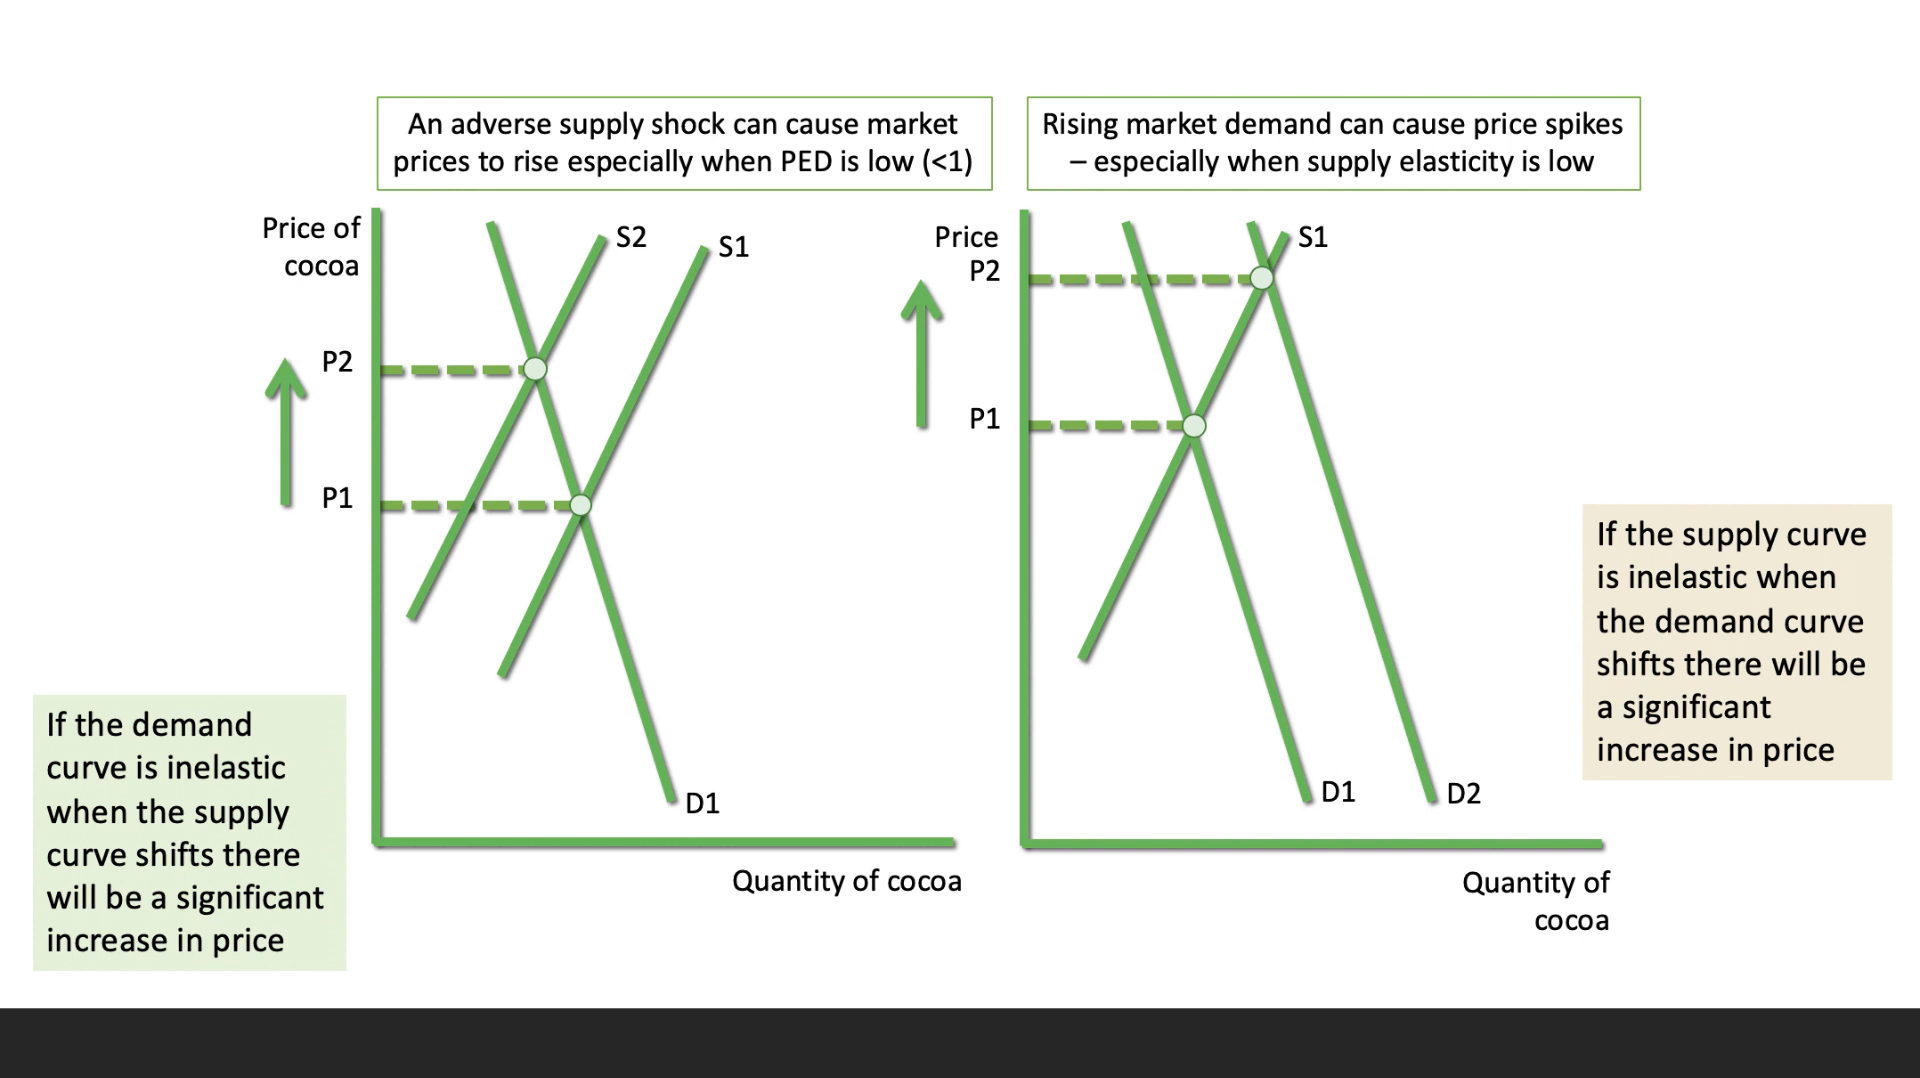 An adverse supply shock can cause market
prices to rise especially when PED is low (<1)
Rising market demand can cause price spikes
– especially when supply elasticity is low
Price of
cocoa
S2
S1
P2
P1
D1
Quantity of cocoa
If the demand
curve is inelastic
when the supply
curve shifts there
will be a significant
increase in price
Price
P2
S1
P1
D1
D2
Quantity of
cocoa
If the supply curve
is inelastic when
the demand curve
shifts there will be
a significant
increase in price